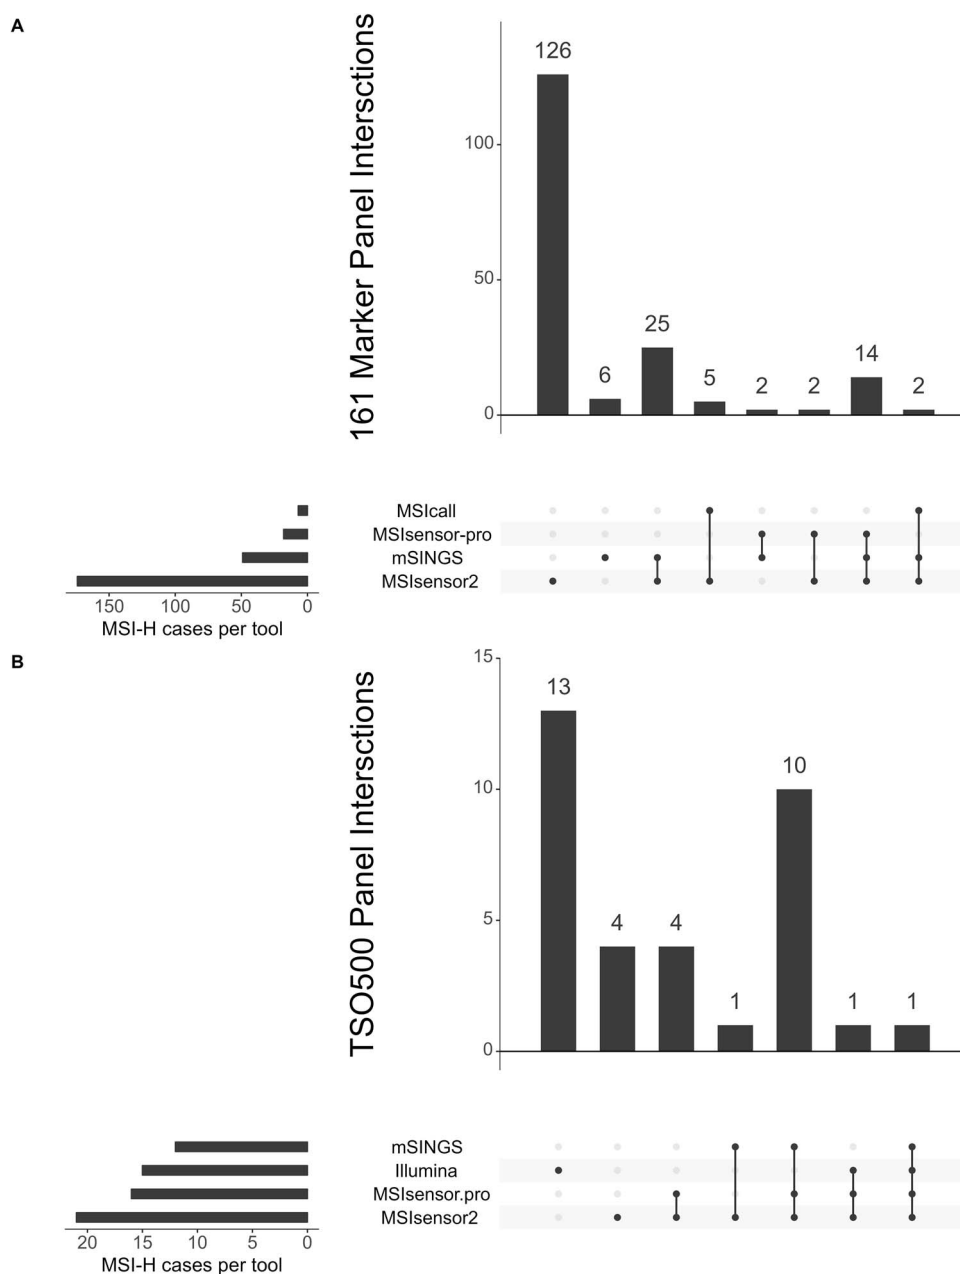 A
161 Marker Panel Intersctions
126
100
50
0
6
25
5
2
2
14
2
MSIcall
MSIsensor-pro
mSINGS
MSIsensor2
150 100 50 0
MSI-H cases per tool
B
TSO500 Panel Intersctions
15
10
5
0
13
4
4
1
10
1
1
mSINGS
Illumina
MSIsensor.pro
MSIsensor2
20 15 10 5 0
MSI-H cases per tool